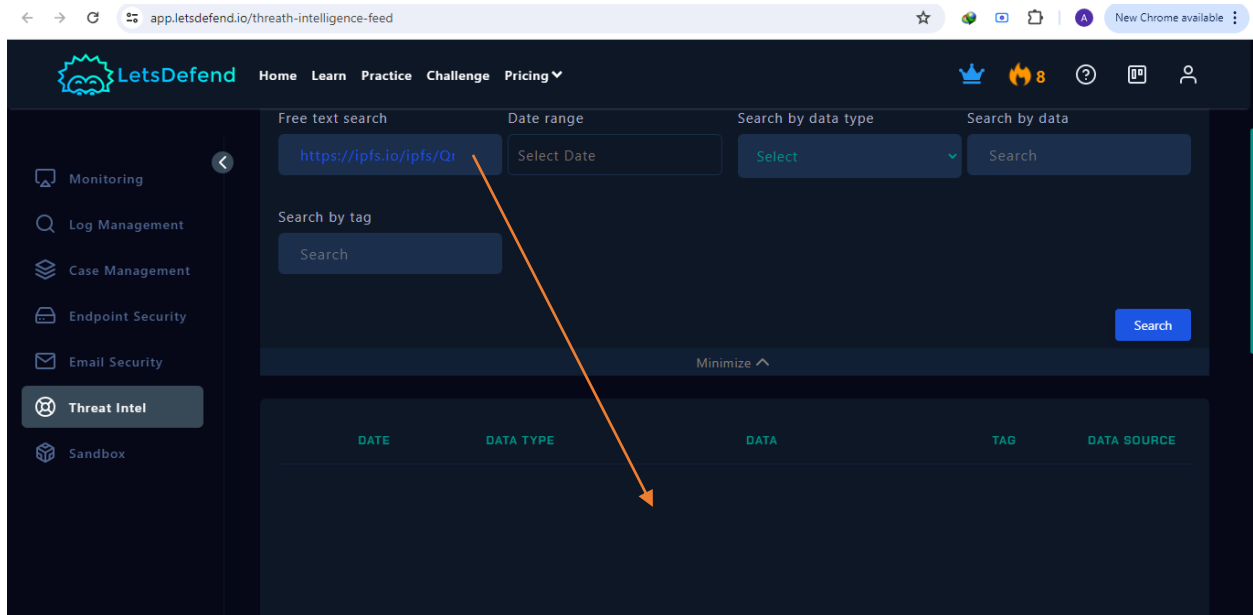 app.letsdefend.io/threath-intelligence-feed
A
New Chrome available
LetsDefend
Home Learn Practice Challenge Pricing
8
Free text search Date range Search by data type Search by data
https://ipfs.io/ipfs/Qr Select Date Select Search
Search by tag
Search
Search
Minimize
Monitoring
Log Management
Case Management
Endpoint Security
Email Security
Threat Intel
Sandbox
DATE DATA TYPE DATA TAG DATA SOURCE